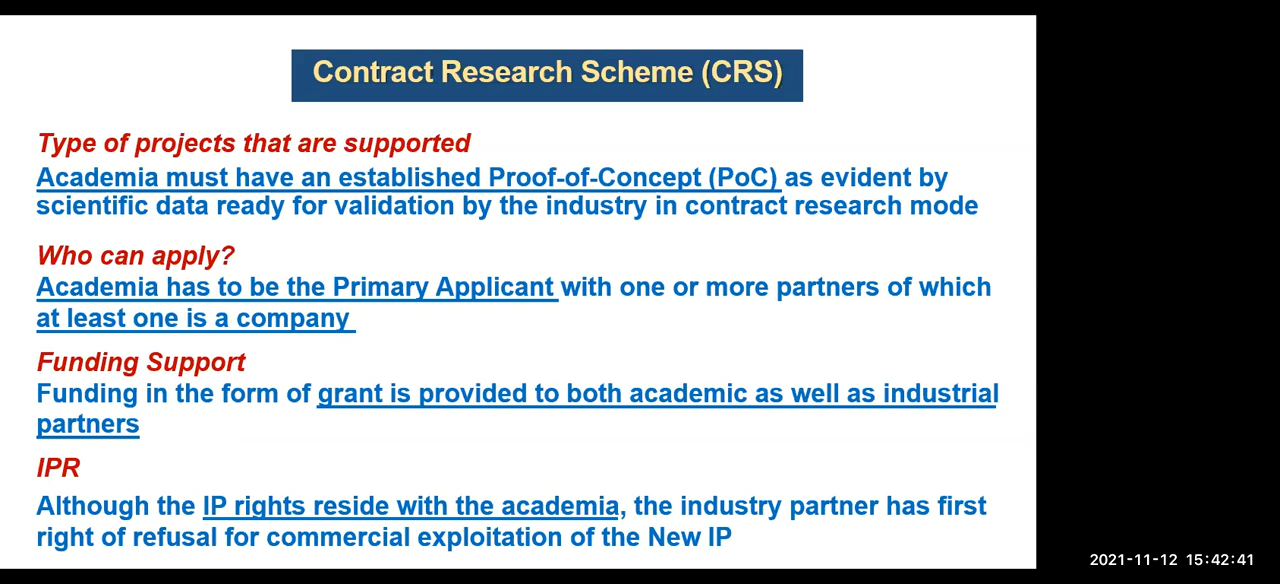 Contract Research Scheme (CRS)
Type of projects that are supported
Academia must have an established Proof-of-Concept (PoC) as evident by
scientific data ready for validation by the industry in contract research mode
Who can apply?
Academia has to be the Primary Applicant with one or more partners of which
at least one is a company
Funding Support
Funding in the form of grant is provided to both academic as well as industrial
partners
IPR
Although the IP rights reside with the academia, the industry partner has first
right of refusal for commercial exploitation of the New IP
2021-11-12 15:42:41